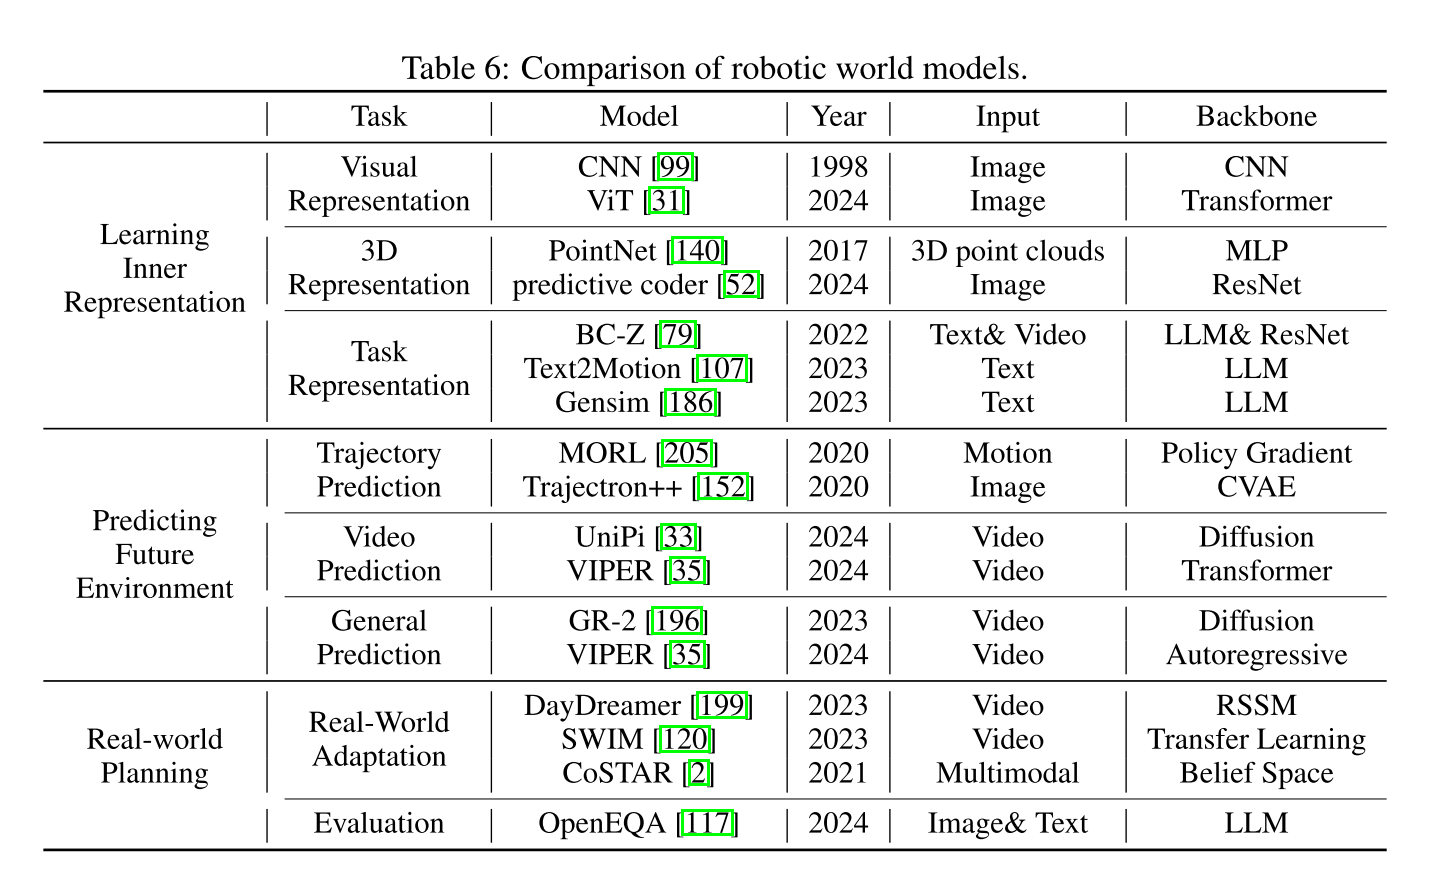 Table 6: Comparison of robotic world models.
Task Model Year Input Backbone
Learning
Inner
Representation
Visual
Representation
CNN [99] 1998 Image CNN
ViT [31] 2024 Image Transformer
3D
Representation
PointNet [140] 2017 3D point clouds MLP
predictive coder [52] 2024 Image ResNet
Task
Representation
BC-Z [79] 2022 Text& Video LLM& ResNet
Text2Motion [107] 2023 Text LLM
Gensim [186] 2023 Text LLM
Predicting
Future
Environment
Trajectory
Prediction
MORL [205] 2020 Motion Policy Gradient
Trajectron++ [152] 2020 Image CVAE
Video
Prediction
UniPi [33] 2024 Video Diffusion
VIPER [35] 2024 Video Transformer
General
Prediction
GR-2 [196] 2023 Video Diffusion
VIPER [35] 2024 Video Autoregressive
Real-world
Planning
Real-World
Adaptation
DayDreamer [199] 2023 Video RSSM
SWIM [120] 2023 Video Transfer Learning
CoSTAR [2] 2021 Multimodal Belief Space
Evaluation OpenEQA [117] 2024 Image& Text LLM